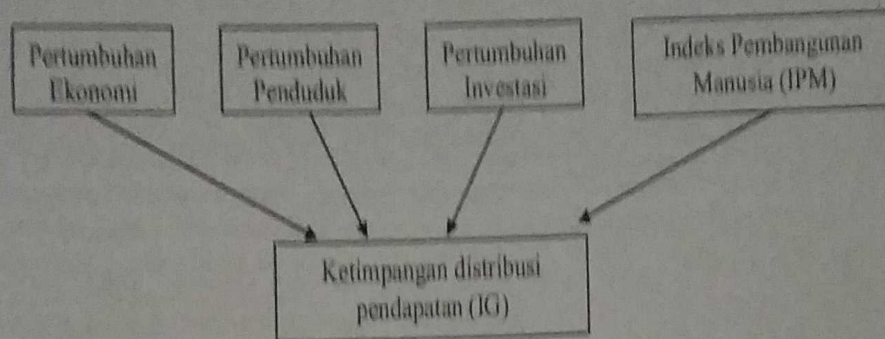 Pertumbuhan
Ekonomi
Pertumbuhan
Penduduk
Pertumbuhan
Investasi
Indeks Pembangunan
Manusia (IPM)
Ketimpangan distribusi
pendapatan (IG)